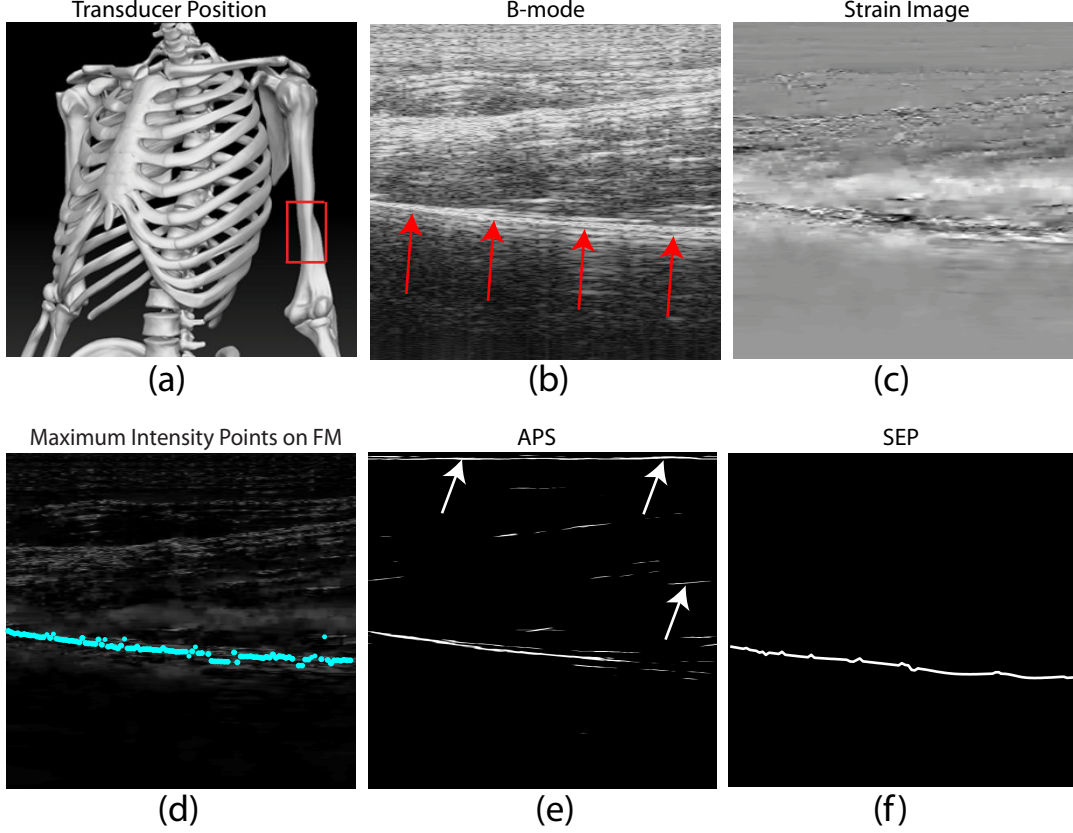 Transducer Position
B-mode
Strain Image
(a)
(b)
(c)
Maximum Intensity Points on FM
APS
SEP
(d)
(e)
(f)